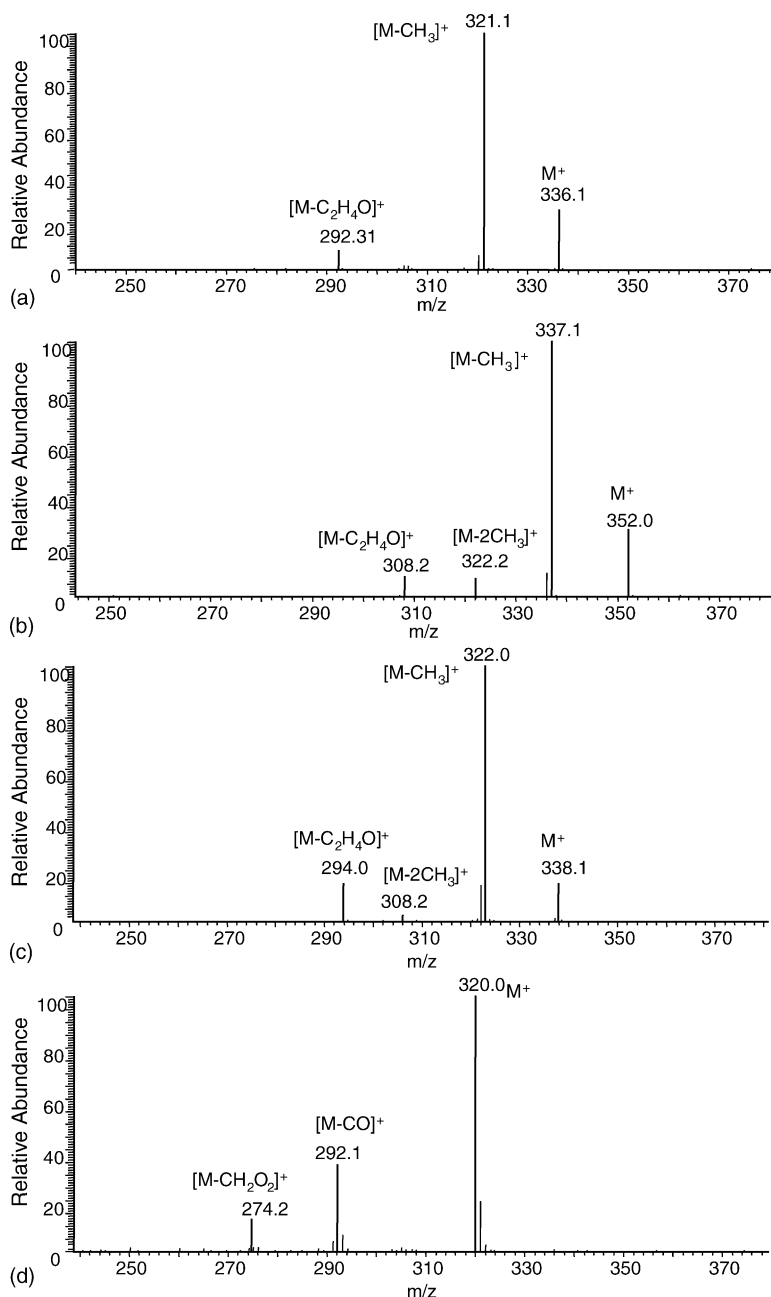 321.1
[M-CH₃]⁺
M⁺
336.1
[M-C₂H₄O]⁺
292.31
100
80
60
40
20
0
Relative Abundance
250 270 290 310 330 350 370
m/z
(a)
337.1
[M-CH₃]⁺
M⁺
352.0
[M-C₂H₄O]⁺
308.2
[M-2CH₃]⁺
322.2
100
80
60
40
20
0
Relative Abundance
250 270 290 310 330 350 370
m/z
(b)
322.0
[M-CH₃]⁺
[M-C₂H₄O]⁺
294.0
[M-2CH₃]⁺
308.2
M⁺
338.1
100
80
60
40
20
0
Relative Abundance
250 270 290 310 330 350 370
m/z
(c)
320.0 M⁺
[M-CO]⁺
292.1
[M-CH₂O₂]⁺
274.2
100
80
60
40
20
0
Relative Abundance
250 270 290 310 330 350 370
m/z
(d)